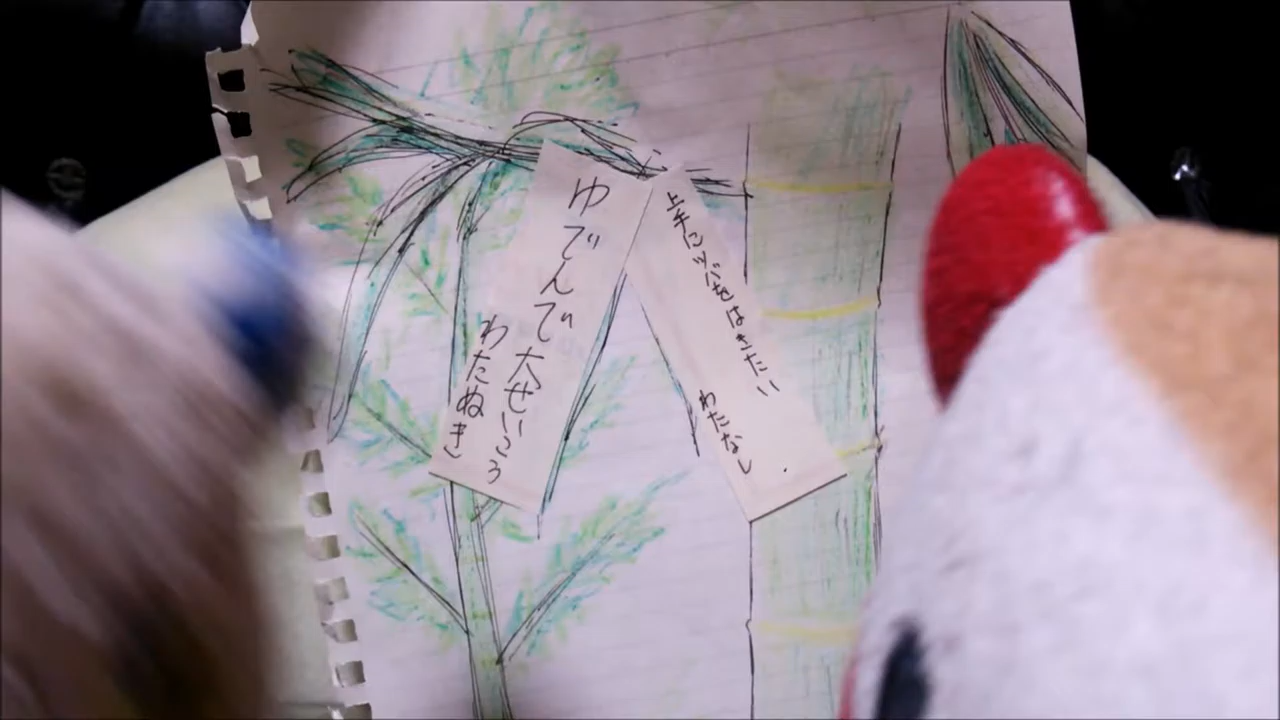 上手にツバをはきたい
わたなし
ゆでんで大せいころ
わたぬき